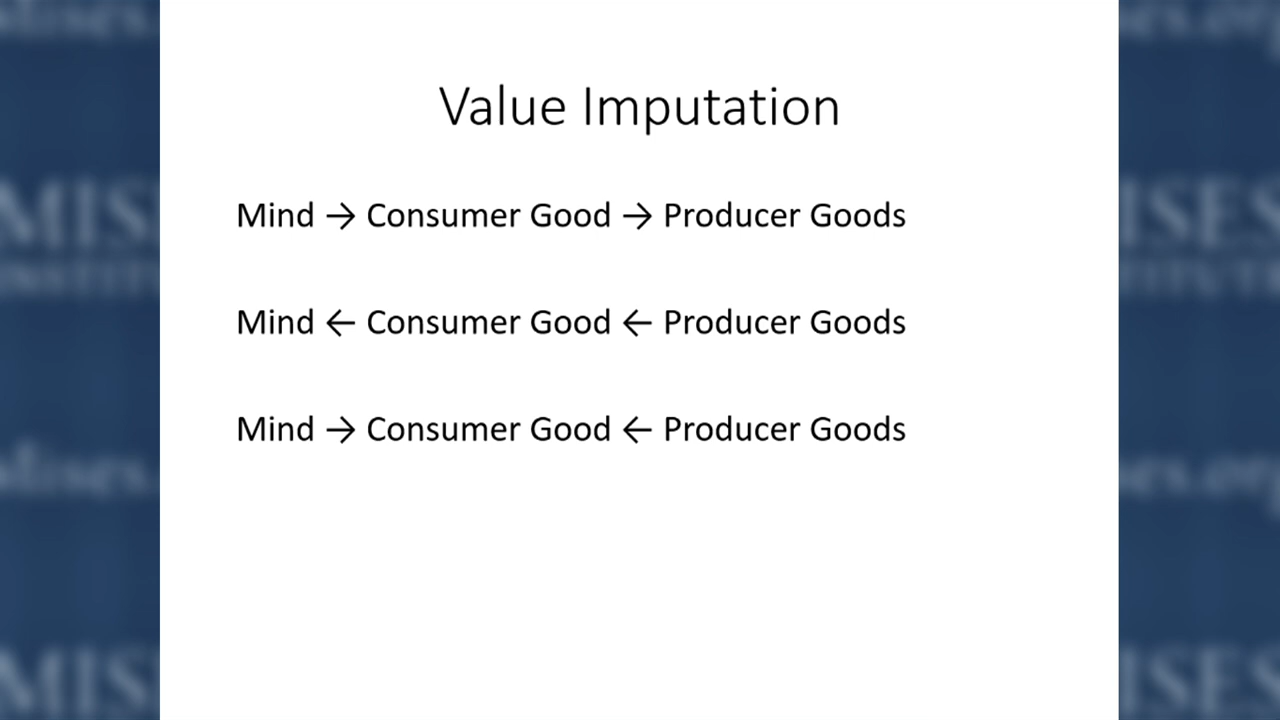 Value Imputation
Mind → Consumer Good → Producer Goods
Mind ← Consumer Good ← Producer Goods
Mind → Consumer Good ← Producer Goods